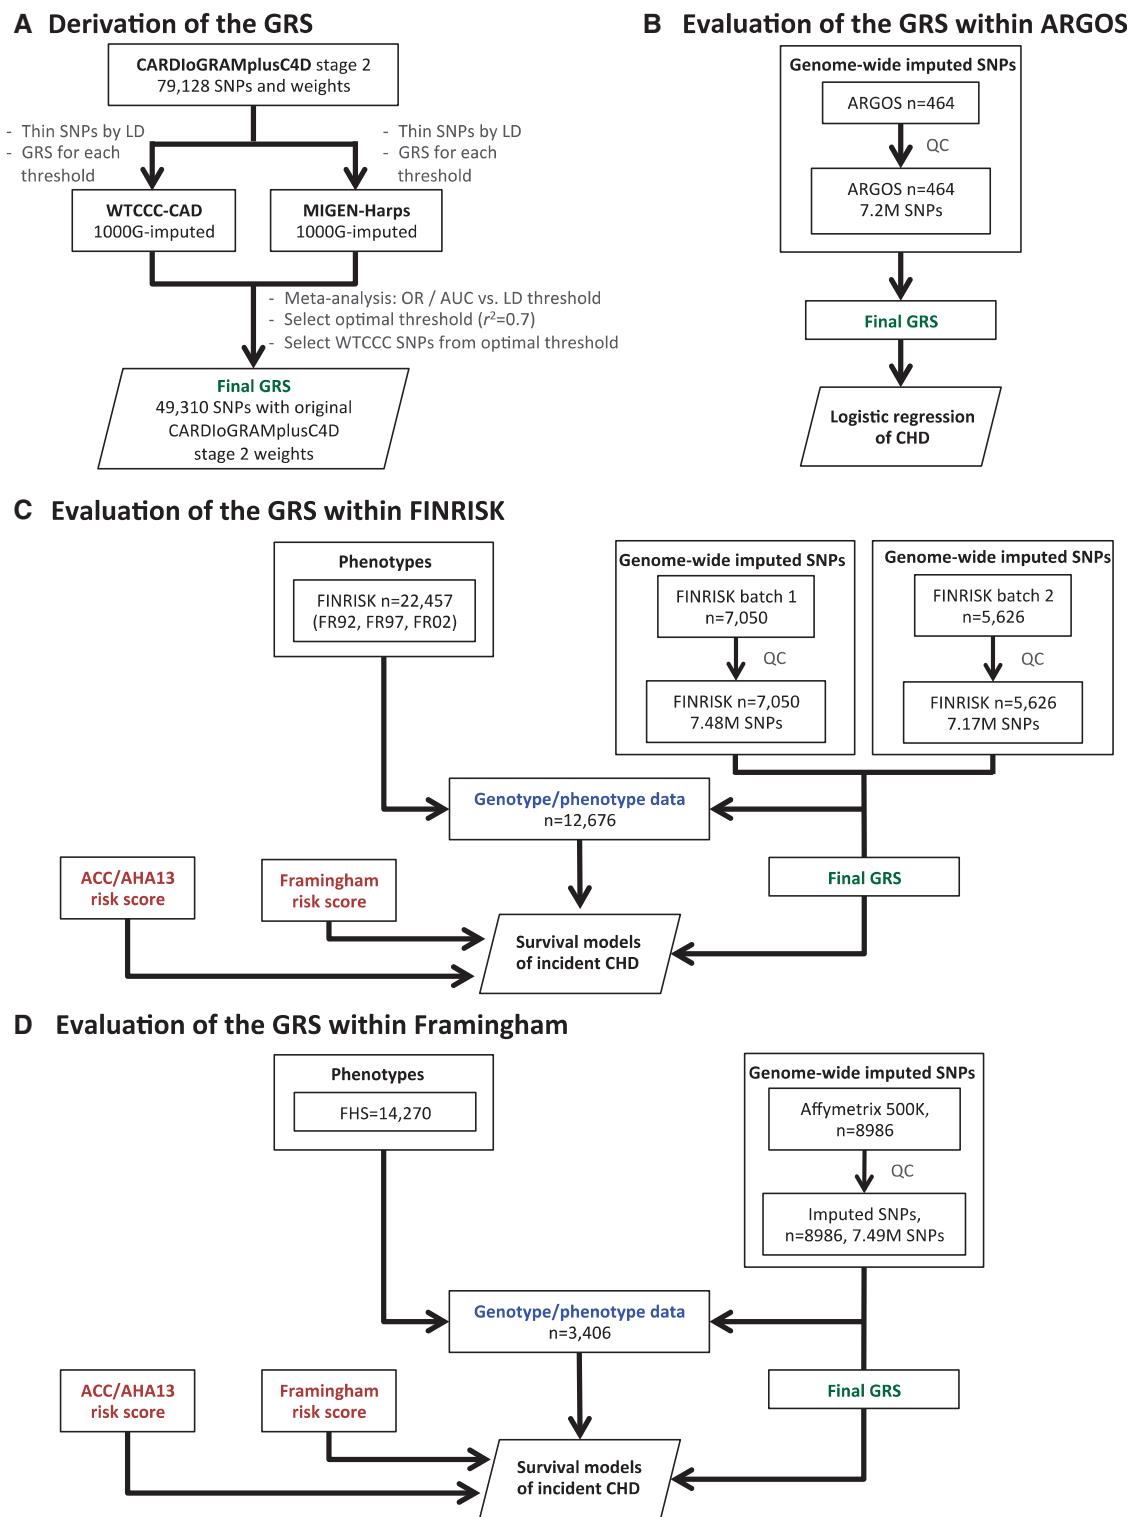 A Derivation of the GRS
CARDIoGRAMplusC4D stage 2
79,128 SNPs and weights
- Thin SNPs by LD
- GRS for each
threshold
- Thin SNPs by LD
- GRS for each
threshold
WTCCC-CAD
1000G-imputed
MIGEN-Harps
1000G-imputed
- Meta-analysis: OR / AUC vs. LD threshold
- Select optimal threshold (r²=0.7)
- Select WTCCC SNPs from optimal threshold
Final GRS
49,310 SNPs with original
CARDIoGRAMplusC4D
stage 2 weights
B Evaluation of the GRS within ARGOS
Genome-wide imputed SNPs
ARGOS n=464
QC
ARGOS n=464
7.2M SNPs
Final GRS
Logistic regression
of CHD
C Evaluation of the GRS within FINRISK
Phenotypes
FINRISK n=22,457
(FR92, FR97, FR02)
Genome-wide imputed SNPs
FINRISK batch 1
n=7,050
QC
FINRISK n=7,050
7.48M SNPs
Genome-wide imputed SNPs
FINRISK batch 2
n=5,626
QC
FINRISK n=5,626
7.17M SNPs
Genotype/phenotype data
n=12,676
ACC/AHA13
risk score
Framingham
risk score
Final GRS
Survival models
of incident CHD
D Evaluation of the GRS within Framingham
Phenotypes
FHS=14,270
Genome-wide imputed SNPs
Affymetrix 500K,
n=8986
QC
Imputed SNPs,
n=8986, 7.49M SNPs
Genotype/phenotype data
n=3,406
ACC/AHA13
risk score
Framingham
risk score
Final GRS
Survival models
of incident CHD